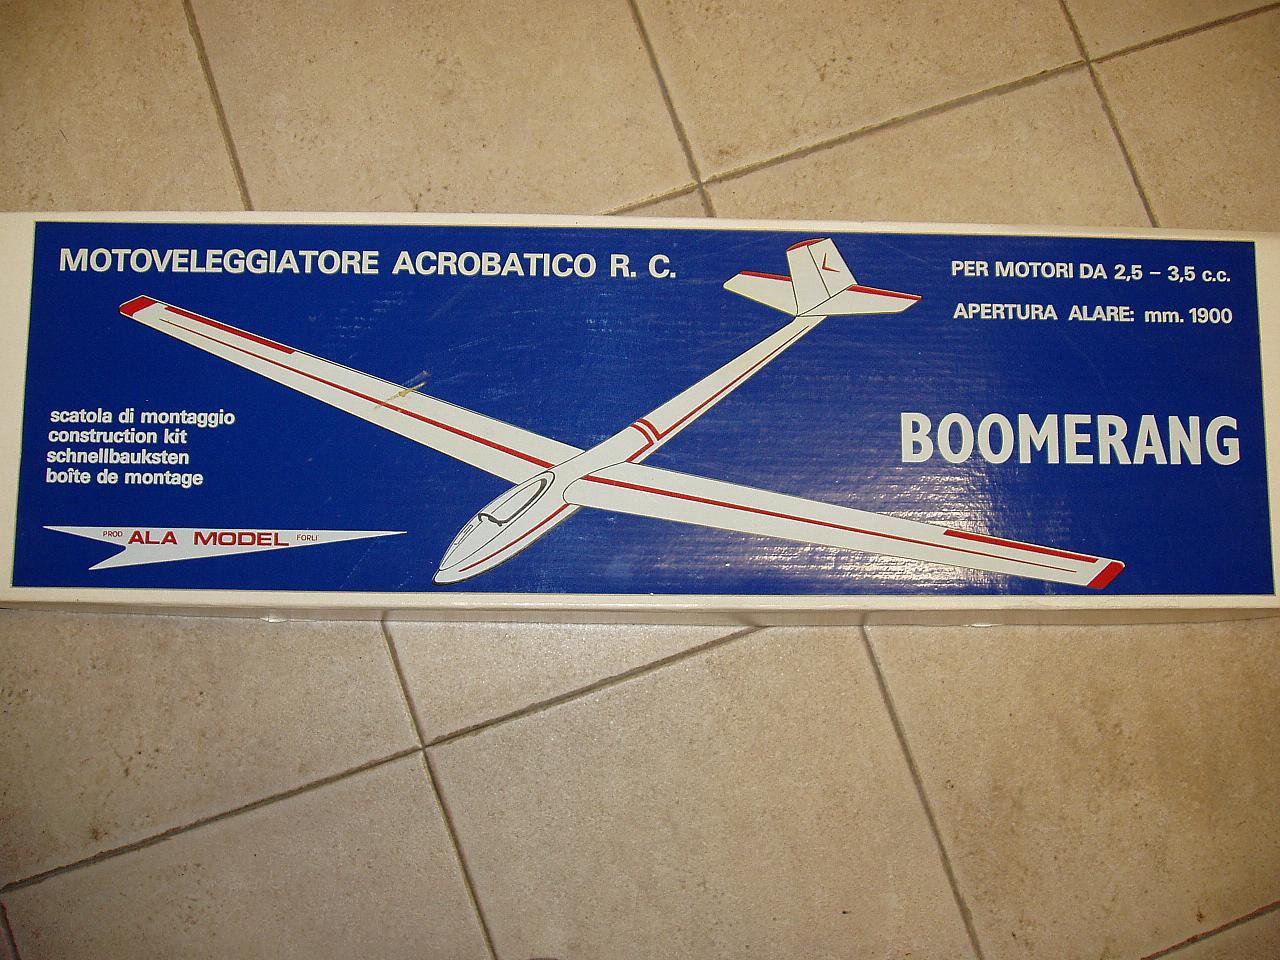 MOTOVELEGGIATORE ACROBATICO R. C.
PER MOTORI DA 2,5 – 3,5 c.c.
APERTURA ALARE: mm. 1900
scatola di montaggio
construction kit
schnellbauksten
boîte de montage
BOOMERANG
PROD. ALA MODEL FORLI'